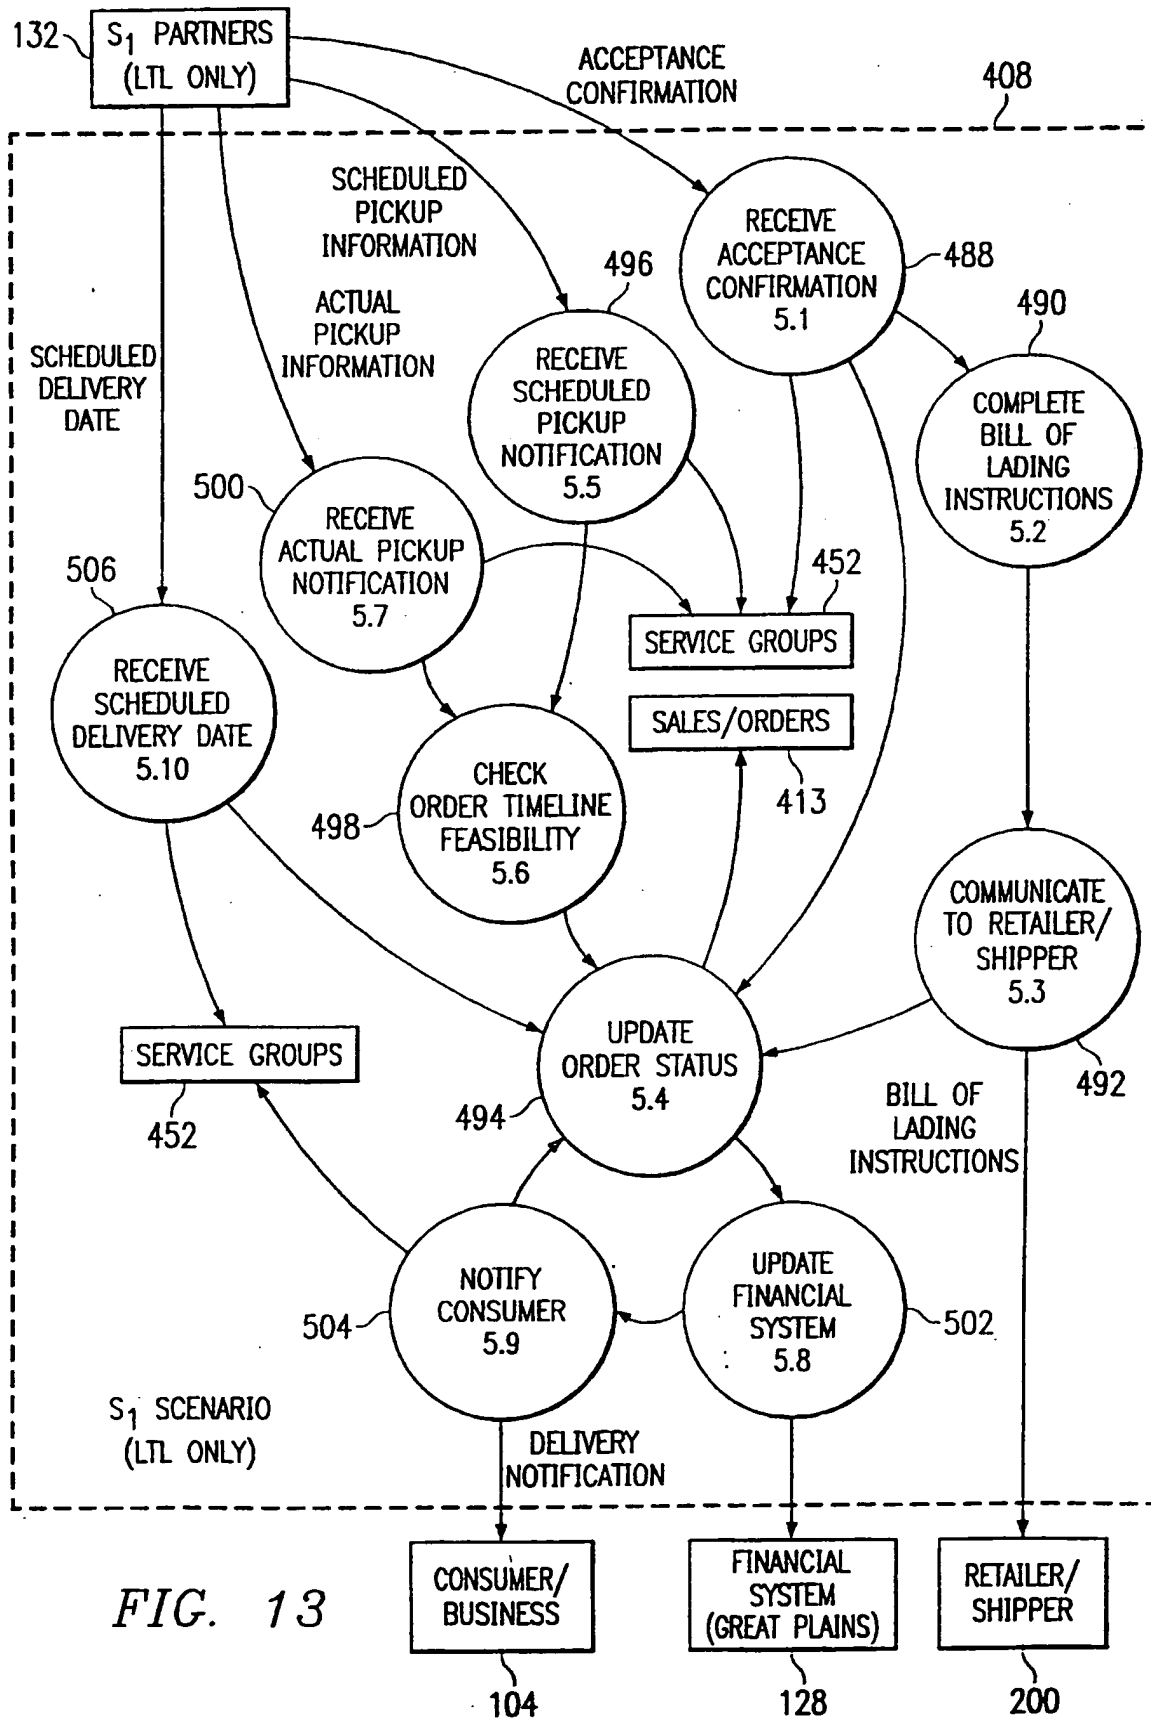 132
S1 PARTNERS
(LTL ONLY)
ACCEPTANCE
CONFIRMATION
408
SCHEDULED
PICKUP
INFORMATION
RECEIVE
ACCEPTANCE
CONFIRMATION
5.1
488
496
490
ACTUAL
PICKUP
INFORMATION
SCHEDULED
DELIVERY
DATE
RECEIVE
SCHEDULED
PICKUP
NOTIFICATION
5.5
COMPLETE
BILL OF
LADING
INSTRUCTIONS
5.2
500
RECEIVE
ACTUAL PICKUP
NOTIFICATION
5.7
506
452
SERVICE GROUPS
RECEIVE
SCHEDULED
DELIVERY DATE
5.10
SALES/ORDERS
413
CHECK
ORDER TIMELINE
FEASIBILITY
5.6
498
COMMUNICATE
TO RETAILER/
SHIPPER
5.3
492
SERVICE GROUPS
452
UPDATE
ORDER STATUS
5.4
494
BILL OF
LADING
INSTRUCTIONS
NOTIFY
CONSUMER
5.9
504
UPDATE
FINANCIAL
SYSTEM
5.8
502
S1 SCENARIO
(LTL ONLY)
DELIVERY
NOTIFICATION
FIG. 13
CONSUMER/
BUSINESS
104
FINANCIAL
SYSTEM
(GREAT PLAINS)
128
RETAILER/
SHIPPER
200